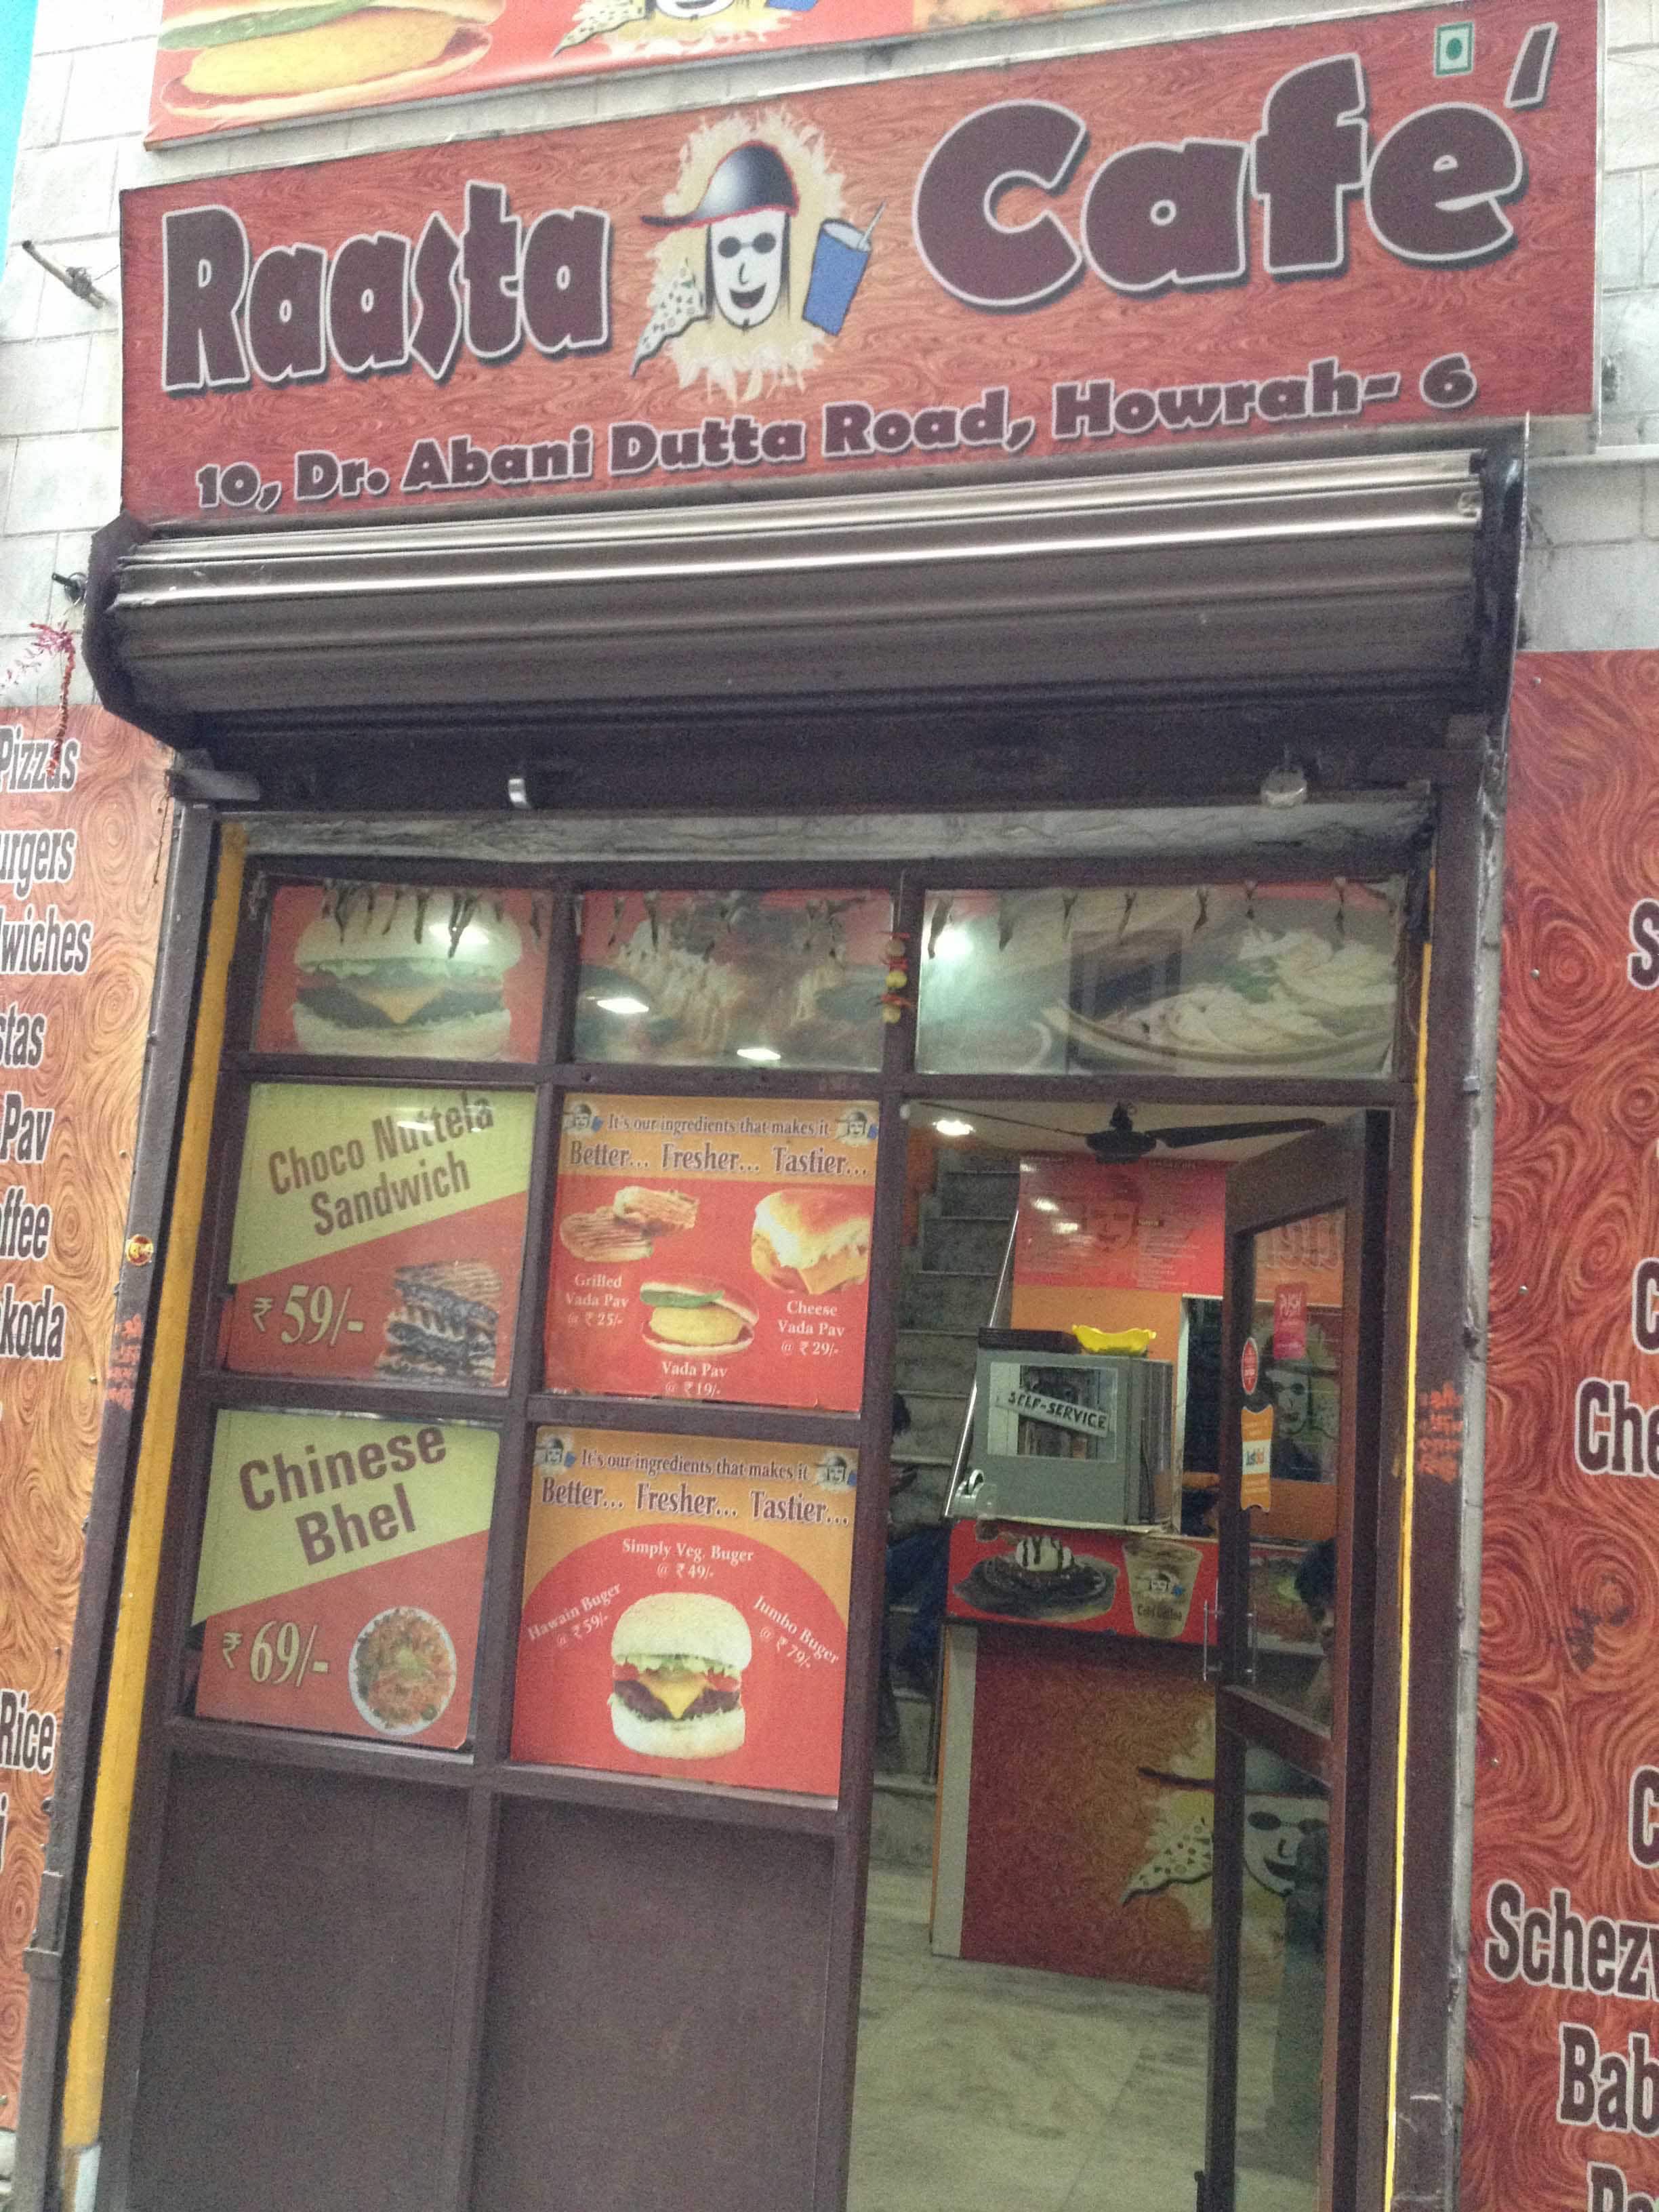 Raasta Café
10, Dr. Abani Dutta Road, Howrah- 6
Pizzas
urgers
wiches
stas
Pav
ffee
koda
Rice
Choco Nuttela
Sandwich
₹ 59/-
Chinese
Bhel
₹ 69/-
It's our ingredients that makes it
Better... Fresher... Tastier...
Grilled
Vada Pav
@ ₹ 25/-
Cheese
Vada Pav
@ ₹ 29/-
Vada Pav
@ ₹ 19/-
It's our ingredients that makes it
Better... Fresher... Tastier...
Simply Veg. Buger
@ ₹ 49/-
Hawain Buger
@ ₹ 59/-
Jumbo Buger
@ ₹ 79/-
SELF-SERVICE
PUSH
Justdial
S
C
Che
C
Schezw
Bab